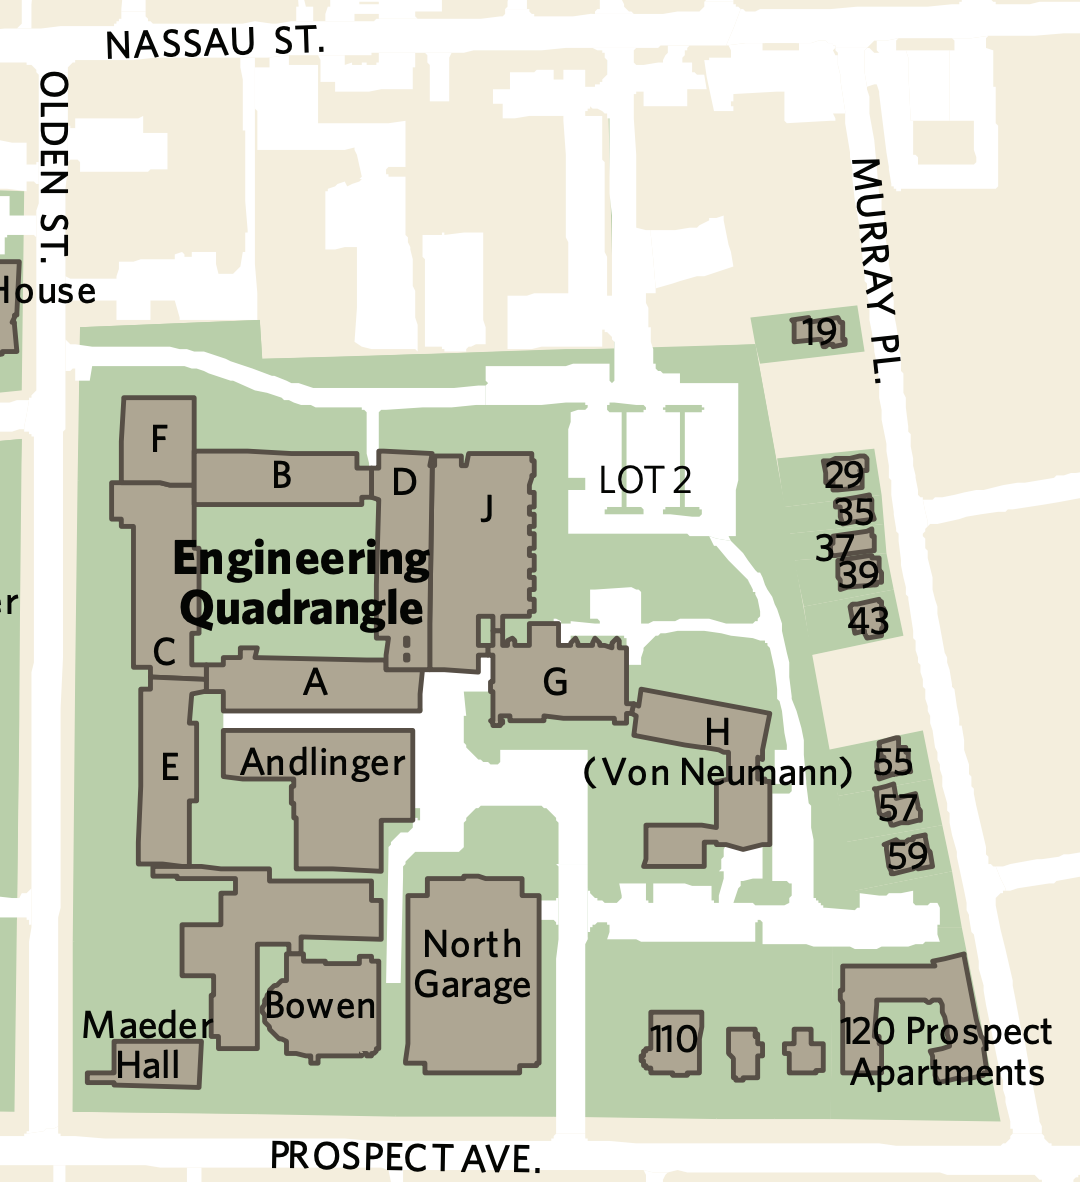 NASSAU ST.
OLDEN ST.
MURRAY PL.
House
19
F
B
D
J
LOT 2
29
35
37
39
43
Engineering
Quadrangle
er
C
A
G
H
(Von Neumann)
E
Andlinger
55
57
59
North
Garage
Bowen
Maeder
Hall
110
120 Prospect
Apartments
PROSPECT AVE.